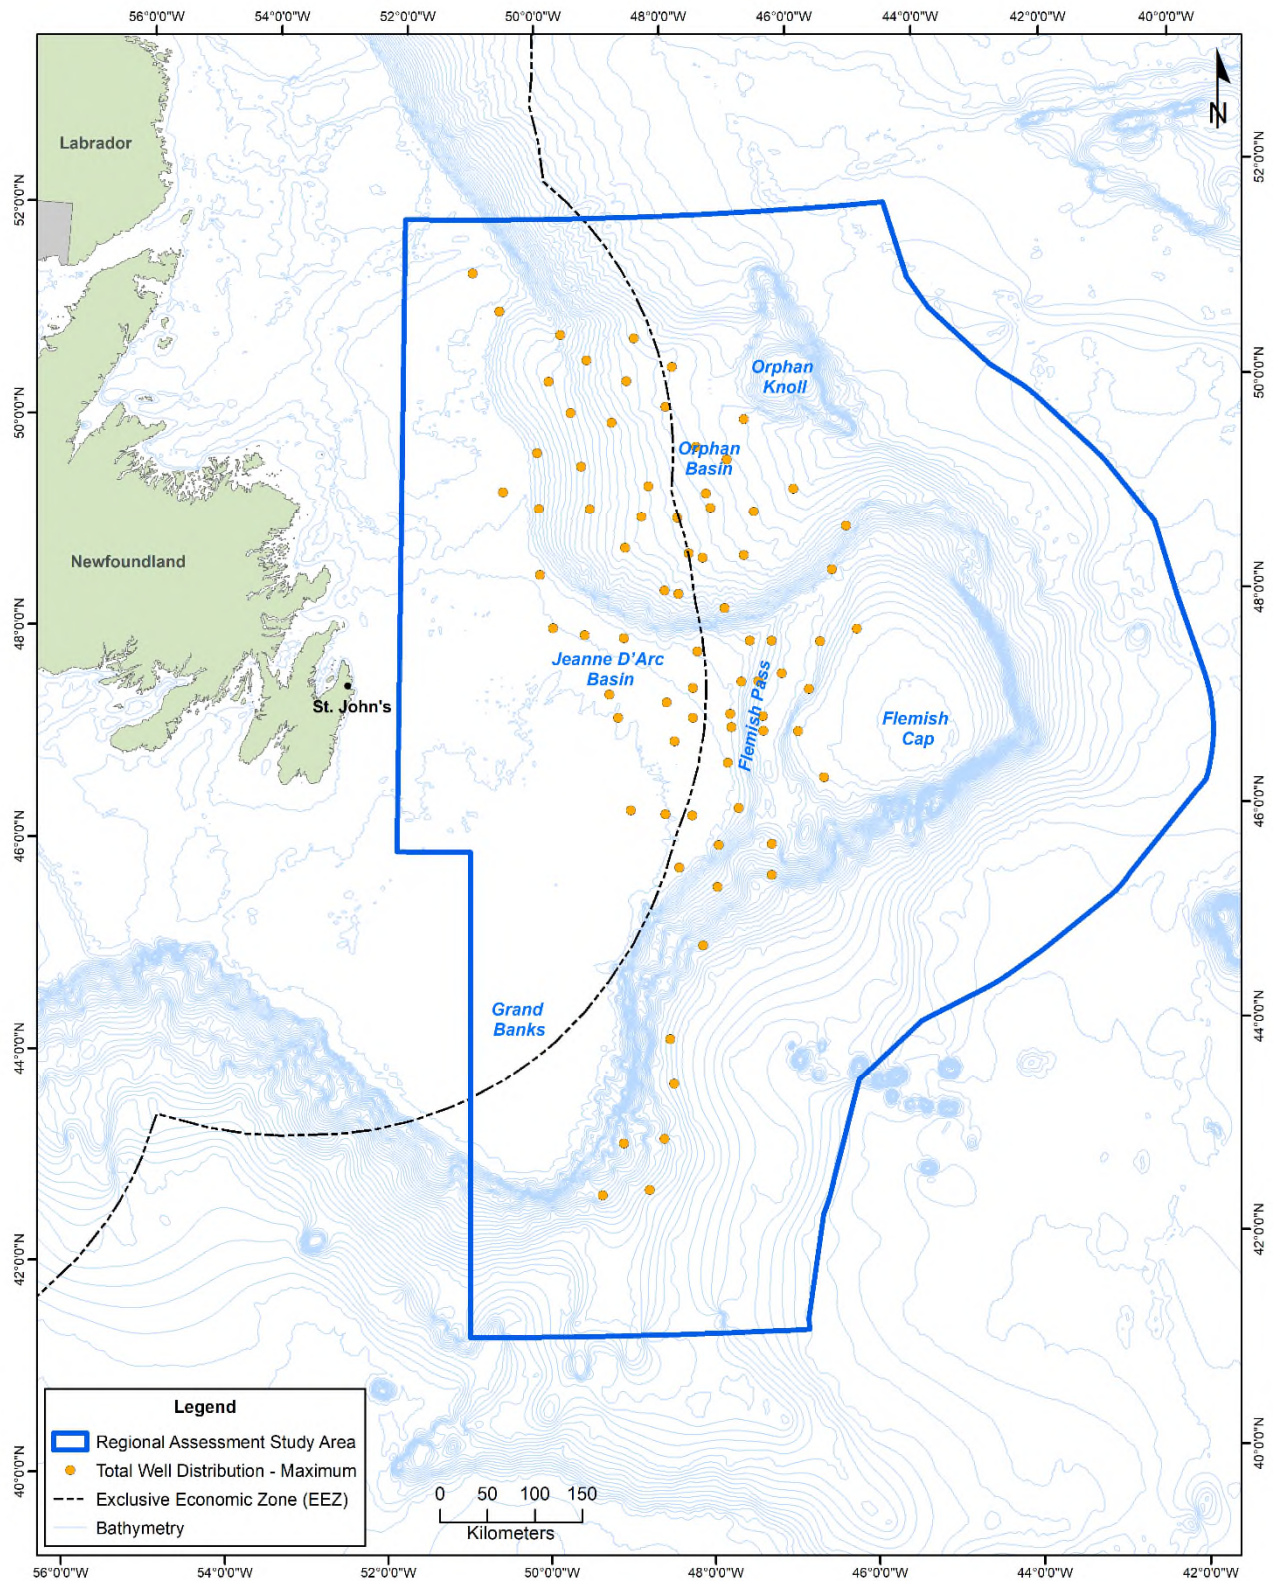 56°0'0"W 54°0'0"W 52°0'0"W 50°0'0"W 48°0'0"W 46°0'0"W 44°0'0"W 42°0'0"W 40°0'0"W
N
Labrador
52°0'0"N
52°0'0"N
Orphan
Knoll
50°0'0"N
50°0'0"N
Orphan
Basin
Newfoundland
48°0'0"N
48°0'0"N
Jeanne D'Arc
Basin
St. John's
Flemish Pass
Flemish
Cap
46°0'0"N
46°0'0"N
Grand
Banks
44°0'0"N
44°0'0"N
42°0'0"N
42°0'0"N
40°0'0"N
40°0'0"N
Legend
Regional Assessment Study Area
Total Well Distribution - Maximum
Exclusive Economic Zone (EEZ)
Bathymetry
0 50 100 150
Kilometers
56°0'0"W 54°0'0"W 52°0'0"W 50°0'0"W 48°0'0"W 46°0'0"W 44°0'0"W 42°0'0"W